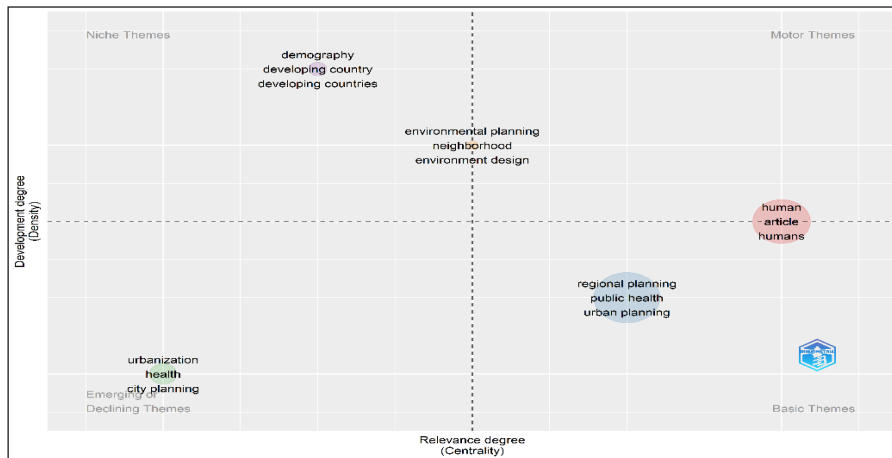 Niche Themes
Motor Themes
demography
developing country
developing countries
environmental planning
neighborhood
environment design
human
article
humans
regional planning
public health
urban planning
urbanization
health
city planning
Emerging or
Declining Themes
Basic Themes
Development degree
(Density)
Relevance degree
(Centrality)